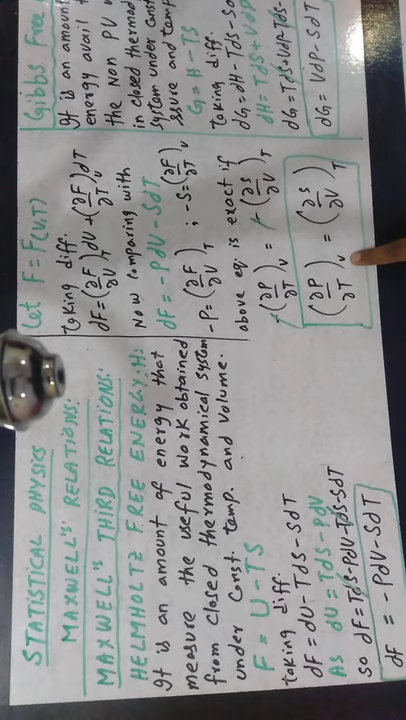 STATISTICAL PHYSICS
MAXWELL'S RELATIONS:
MAXWELL'S THIRD RELATIONS:
HELMHOLTZ FREE ENERGY:H:
It is an amount of energy that
measure the useful work obtained
from closed thermodynamical system
under Const. temp. and Volume.
F = U - TS
taking diff.
dF = dU - TdS - SdT
As dU = TdS - PdV
So dF = TdS - PdV - TdS - SdT
dF = -PdV - SdT
Let F = F(V,T)
taking diff.
dF = (∂F/∂V)_T dV + (∂F/∂T)_V dT
Now comparing with
dF = -PdV - SdT
-P = (∂F/∂V)_T ; -S = (∂F/∂T)_V
above eq. is exact if
-(∂P/∂T)_V = -(∂S/∂V)_T
(∂P/∂T)_V = (∂S/∂V)_T
Gibbs Free
It is an amount
energy avail
the Non PV
in closed thermod
system under Const
ssure and temp
G = H - TS
taking diff.
dG = dH - TdS - Sd
dH = TdS + VdP
dG = TdS + VdP - TdS-
dG = VdP - SdT